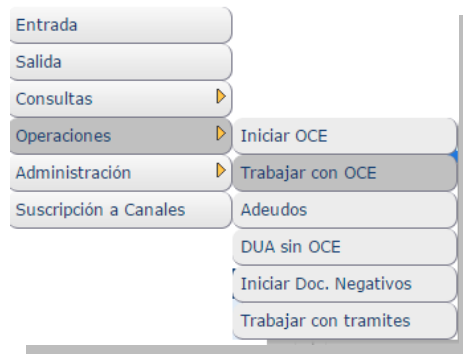 Entrada
Salida
Consultas
Operaciones
Administración
Suscripción a Canales
Iniciar OCE
Trabajar con OCE
Adeudos
DUA sin OCE
Iniciar Doc. Negativos
Trabajar con tramites